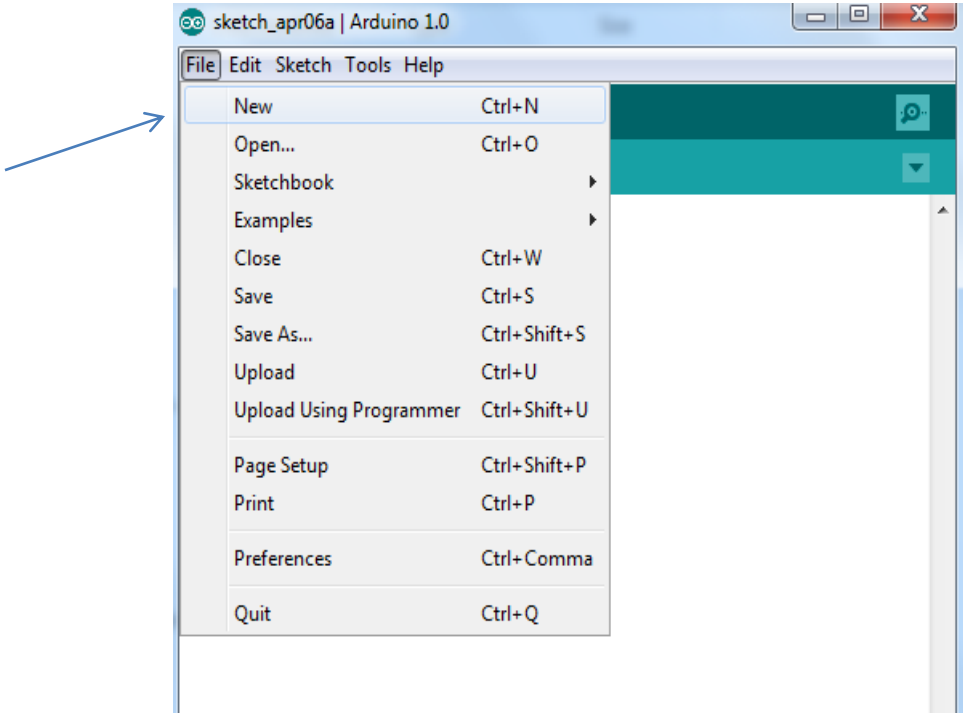 sketch_apr06a | Arduino 1.0
File Edit Sketch Tools Help
New Ctrl+N
Open... Ctrl+O
Sketchbook
Examples
Close Ctrl+W
Save Ctrl+S
Save As... Ctrl+Shift+S
Upload Ctrl+U
Upload Using Programmer Ctrl+Shift+U
Page Setup Ctrl+Shift+P
Print Ctrl+P
Preferences Ctrl+Comma
Quit Ctrl+Q